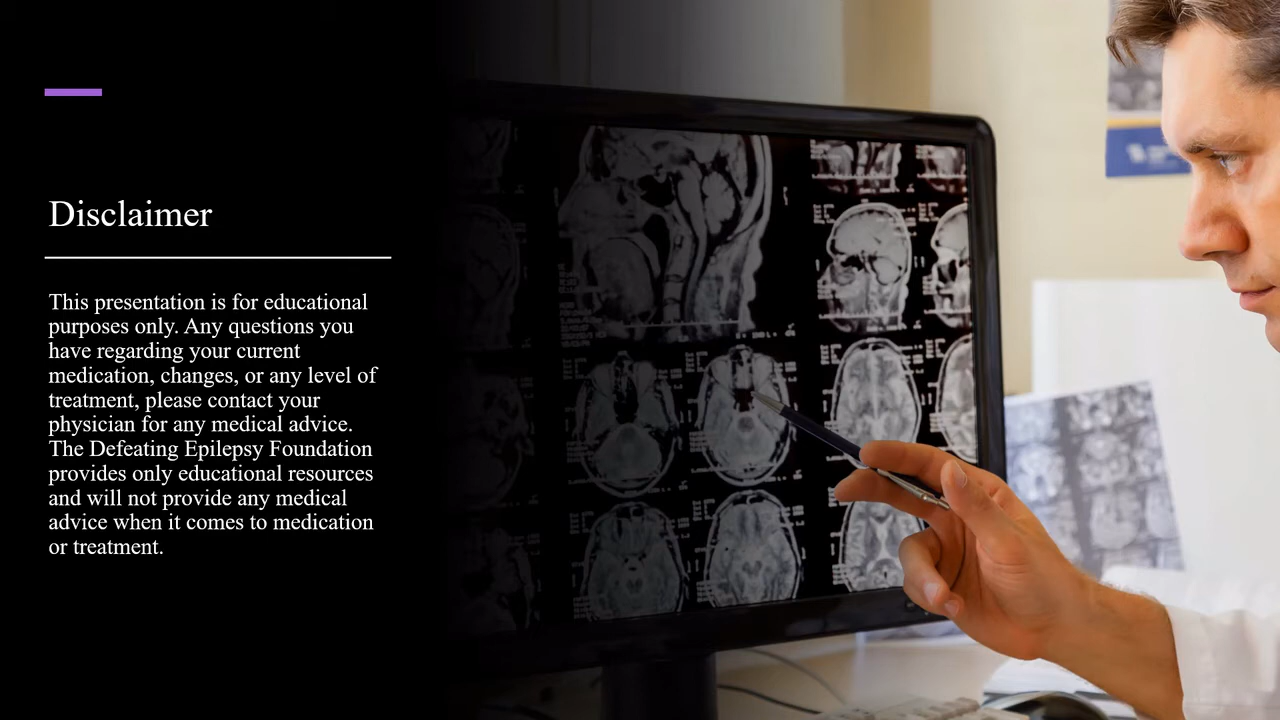 Disclaimer
This presentation is for educational
purposes only. Any questions you
have regarding your current
medication, changes, or any level of
treatment, please contact your
physician for any medical advice.
The Defeating Epilepsy Foundation
provides only educational resources
and will not provide any medical
advice when it comes to medication
or treatment.